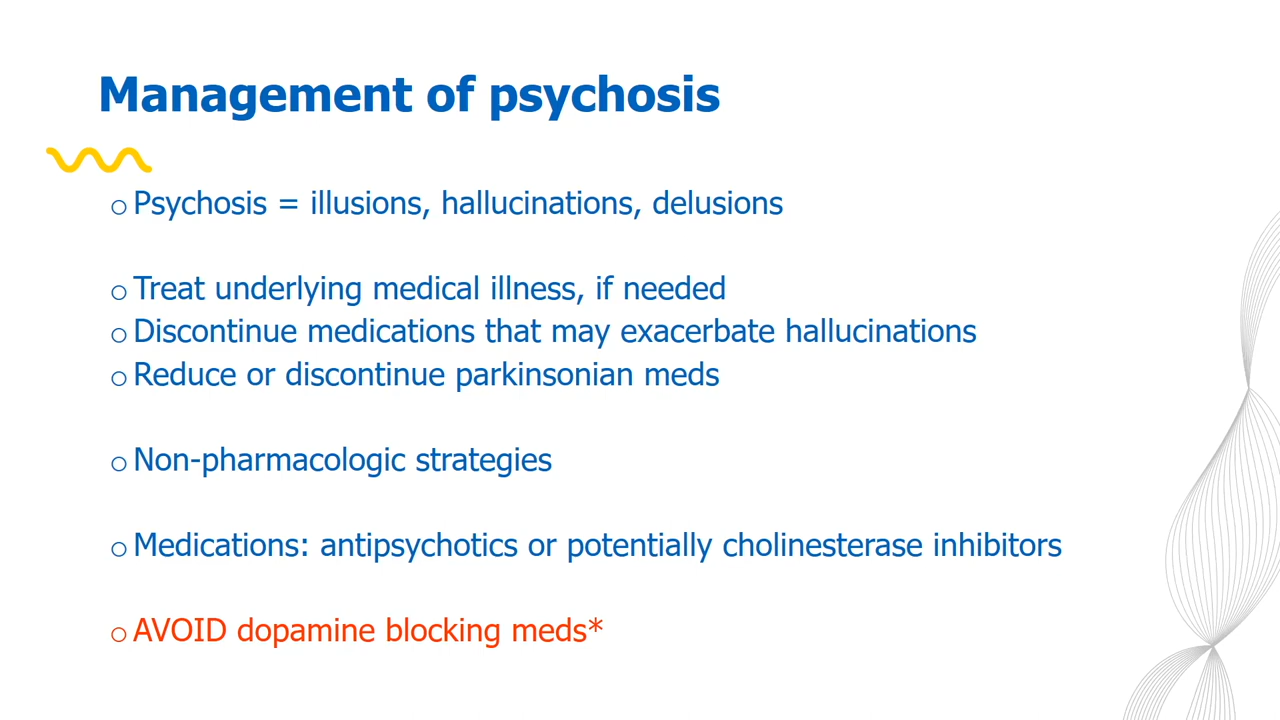 Management of psychosis
o Psychosis = illusions, hallucinations, delusions
o Treat underlying medical illness, if needed
o Discontinue medications that may exacerbate hallucinations
o Reduce or discontinue parkinsonian meds
o Non-pharmacologic strategies
o Medications: antipsychotics or potentially cholinesterase inhibitors
o AVOID dopamine blocking meds*